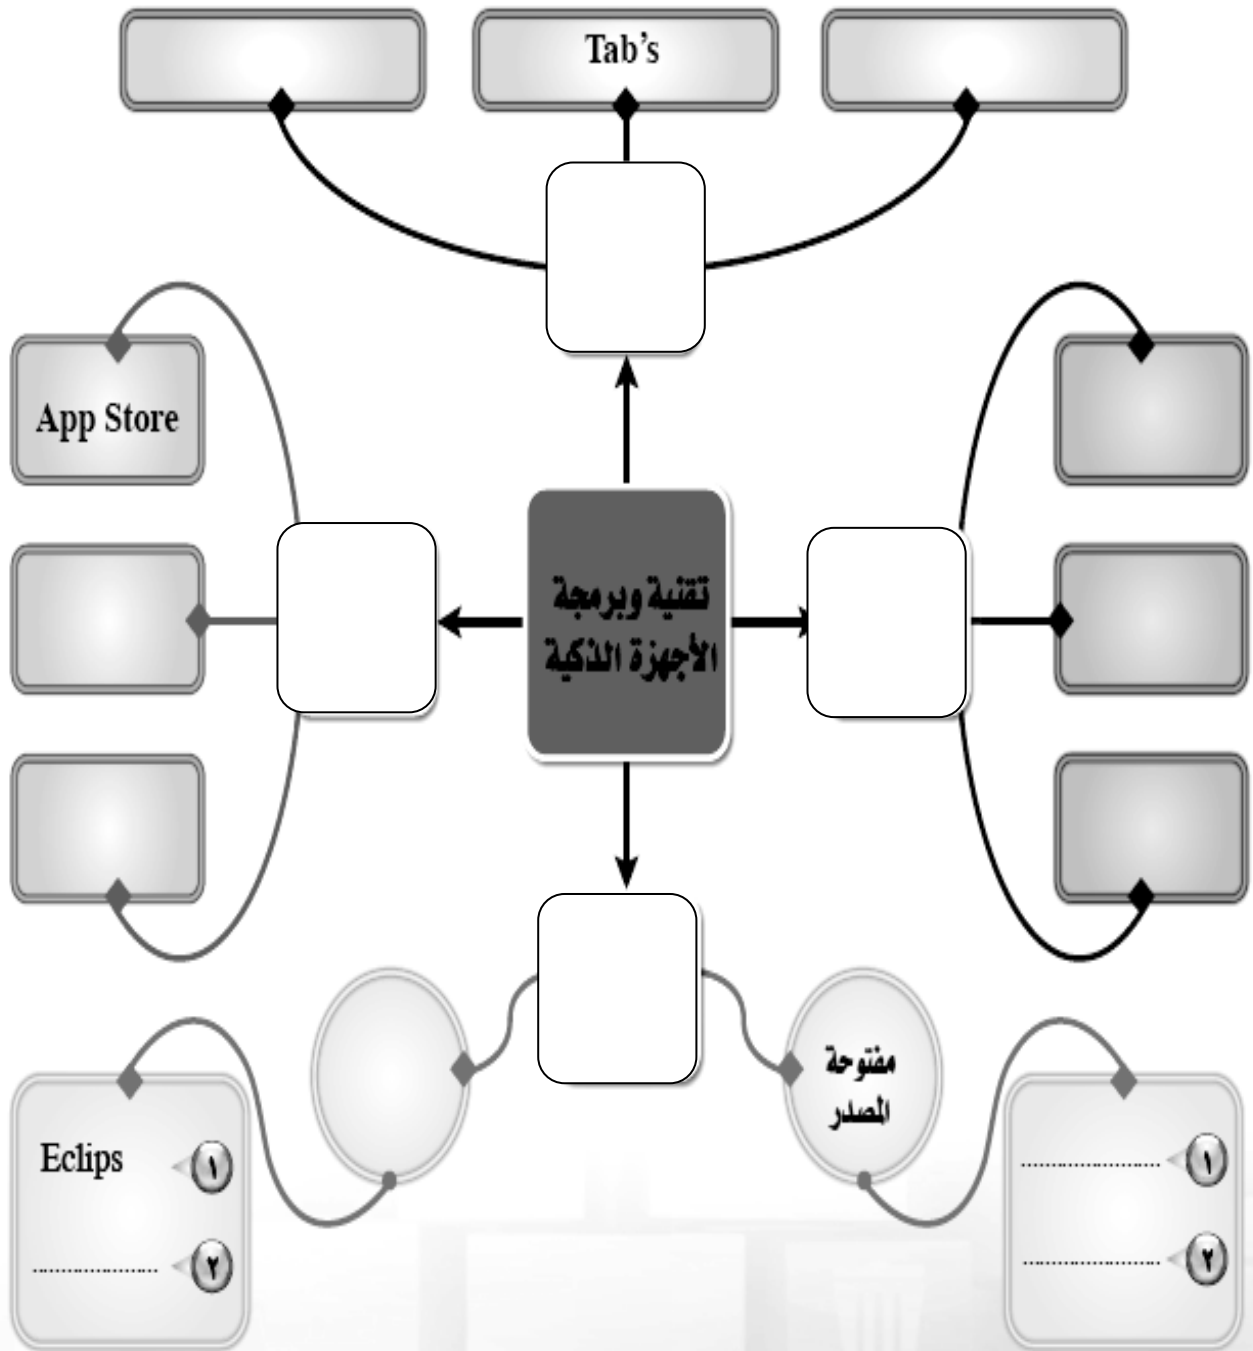 Tab's
App Store
تقنية وبرمجة
الأجهزة الذكية
مفتوحة
المصدر
١ ......................
٢ ......................
Eclips ١
٢ ....................